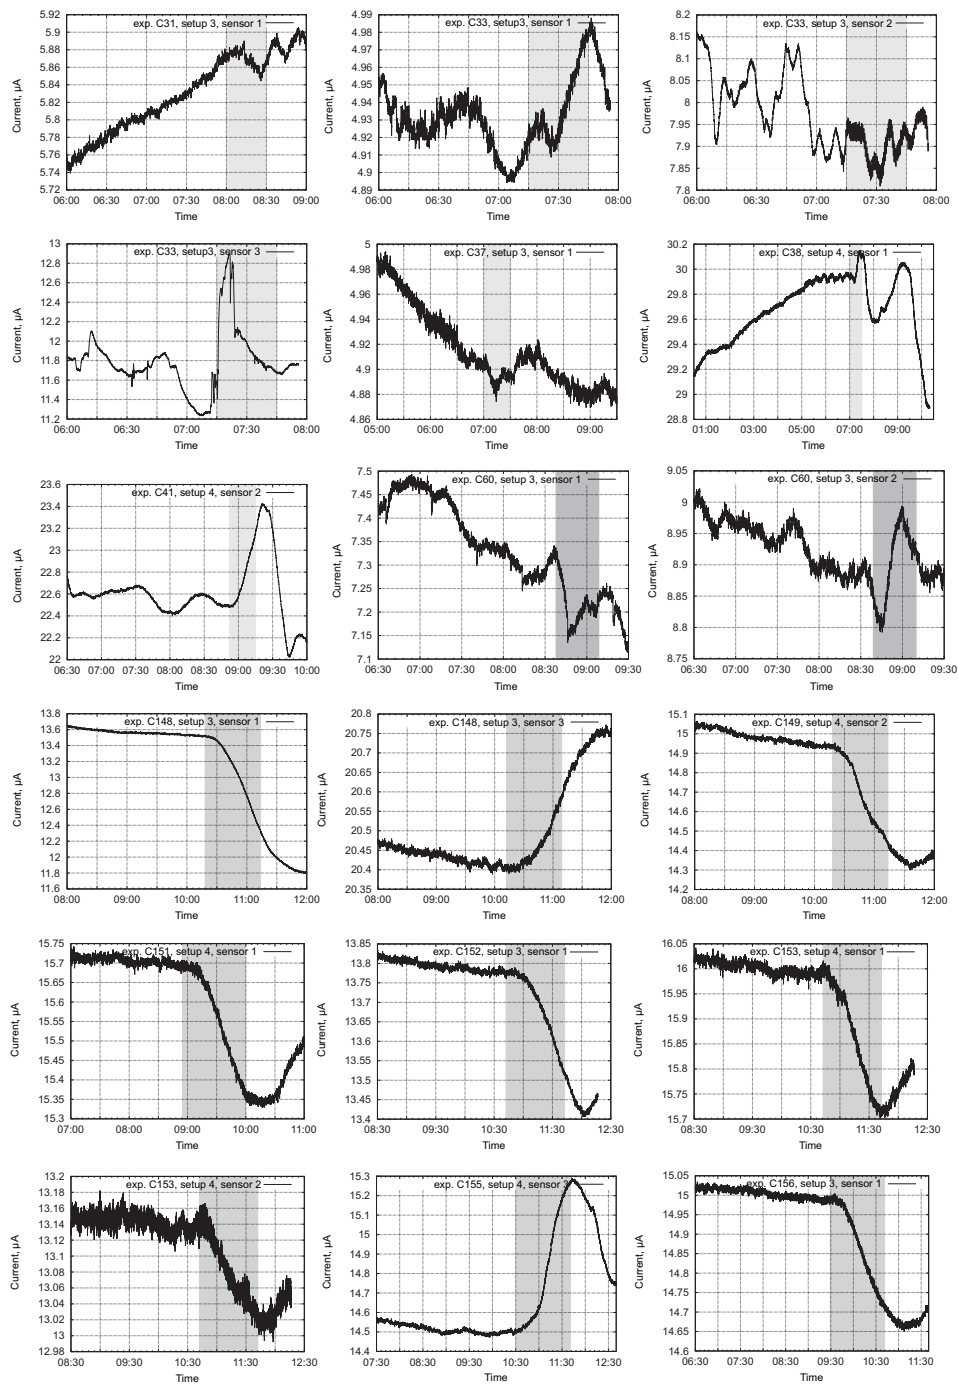 exp. C31, setup 3, sensor 1
Current, µA
5.92
5.9
5.88
5.86
5.84
5.82
5.8
5.78
5.76
5.74
5.72
06:00 06:30 07:00 07:30 08:00 08:30 09:00
Time
exp. C33, setup3, sensor 1
Current, µA
4.99
4.98
4.96
4.95
4.94
4.93
4.91
4.9
4.89
06:00 06:30 07:00 07:30 08:00
Time
exp. C33, setup 3, sensor 2
Current, µA
8.2
8.15
8.1
8.05
8
7.95
7.9
7.85
7.8
06:00 06:30 07:00 07:30 08:00
Time
exp. C33, setup3, sensor 3
Current, µA
13
12.8
12.6
12.4
12.2
12
11.8
11.6
11.4
11.2
06:00 06:30 07:00 07:30 08:00
Time
exp. C37, setup 3, sensor 1
Current, µA
5
4.98
4.96
4.94
4.92
4.9
4.88
4.86
05:00 06:00 07:00 08:00 09:00
Time
exp. C38, setup 4, sensor 1
Current, µA
30.2
30
29.8
29.6
29.4
29.2
29
28.8
01:00 03:00 05:00 07:00 09:00
Time
exp. C41, setup 4, sensor 2
Current, µA
23.6
23.4
23.2
23
22.8
22.6
22.4
22.2
22
06:30 07:00 07:30 08:00 08:30 09:00 09:30 10:00
Time
exp. C60, setup 3, sensor 1
Current, µA
7.5
7.45
7.4
7.35
7.3
7.25
7.2
7.15
7.1
06:30 07:00 07:30 08:00 08:30 09:00 09:30
Time
exp. C60, setup 3, sensor 2
Current, µA
9.05
9
8.95
8.9
8.85
8.8
8.75
06:30 07:00 07:30 08:00 08:30 09:00 09:30
Time
exp. C148, setup 3, sensor 1
Current, µA
13.8
13.6
13.4
13.2
13
12.8
12.6
12.4
12.2
12
11.8
11.6
08:00 09:00 10:00 11:00 12:00
Time
exp. C148, setup 3, sensor 3
Current, µA
20.8
20.75
20.7
20.65
20.6
20.55
20.5
20.45
20.4
20.35
08:00 09:00 10:00 11:00 12:00
Time
exp. C149, setup 4, sensor 2
Current, µA
15.1
15
14.9
14.8
14.7
14.6
14.5
14.4
14.3
14.2
08:00 09:00 10:00 11:00 12:00
Time
exp. C151, setup 4, sensor 1
Current, µA
15.75
15.7
15.65
15.6
15.55
15.5
15.45
15.4
15.35
15.3
07:00 08:00 09:00 10:00 11:00
Time
exp. C152, setup 3, sensor 1
Current, µA
13.85
13.8
13.75
13.7
13.65
13.6
13.55
13.5
13.45
13.4
08:30 09:30 10:30 11:30 12:30
Time
exp. C153, setup 4, sensor 1
Current, µA
16.05
16
15.95
15.9
15.85
15.8
15.75
15.7
08:30 09:30 10:30 11:30 12:30
Time
exp. C153, setup 4, sensor 2
Current, µA
13.2
13.18
13.16
13.14
13.12
13.1
13.08
13.06
13.04
13.02
13
12.98
08:30 09:30 10:30 11:30 12:30
Time
exp. C155, setup 4, sensor 3
Current, µA
15.3
15.2
15.1
15
14.9
14.8
14.7
14.6
14.5
14.4
07:30 08:30 09:30 10:30 11:30 12:30
Time
exp. C156, setup 3, sensor 1
Current, µA
15.05
15
14.95
14.9
14.85
14.8
14.75
14.7
14.65
14.6
06:30 07:30 08:30 09:30 10:30 11:30
Time